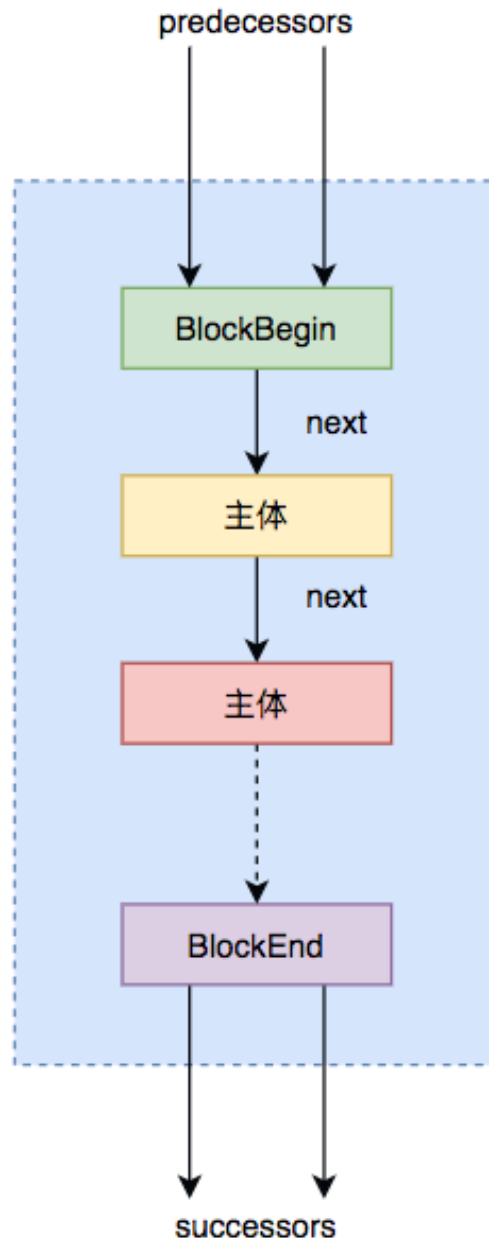 predecessors
BlockBegin
next
主体
next
主体
BlockEnd
successors